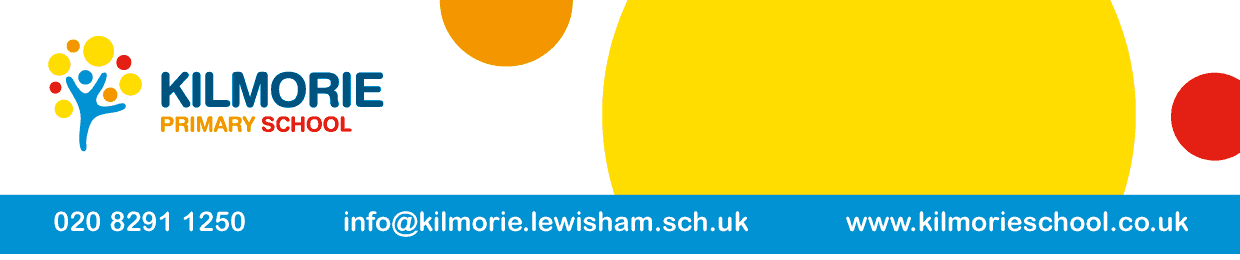 KILMORIE
PRIMARY SCHOOL
020 8291 1250 info@kilmorie.lewisham.sch.uk www.kilmorieschool.co.uk